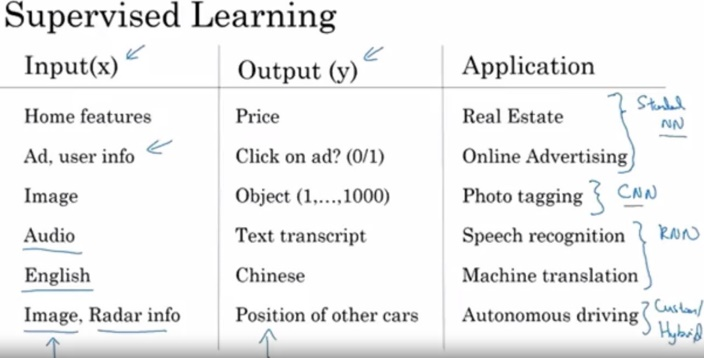 Supervised Learning
Input(x) Output (y) Application
Home features Price Real Estate
Ad, user info Click on ad? (0/1) Online Advertising
NN
Image Object (1,...,1000) Photo tagging CNN
Audio Text transcript Speech recognition RNN
English Chinese Machine translation
Image, Radar info Position of other cars Autonomous driving
Custom/
Hybrid